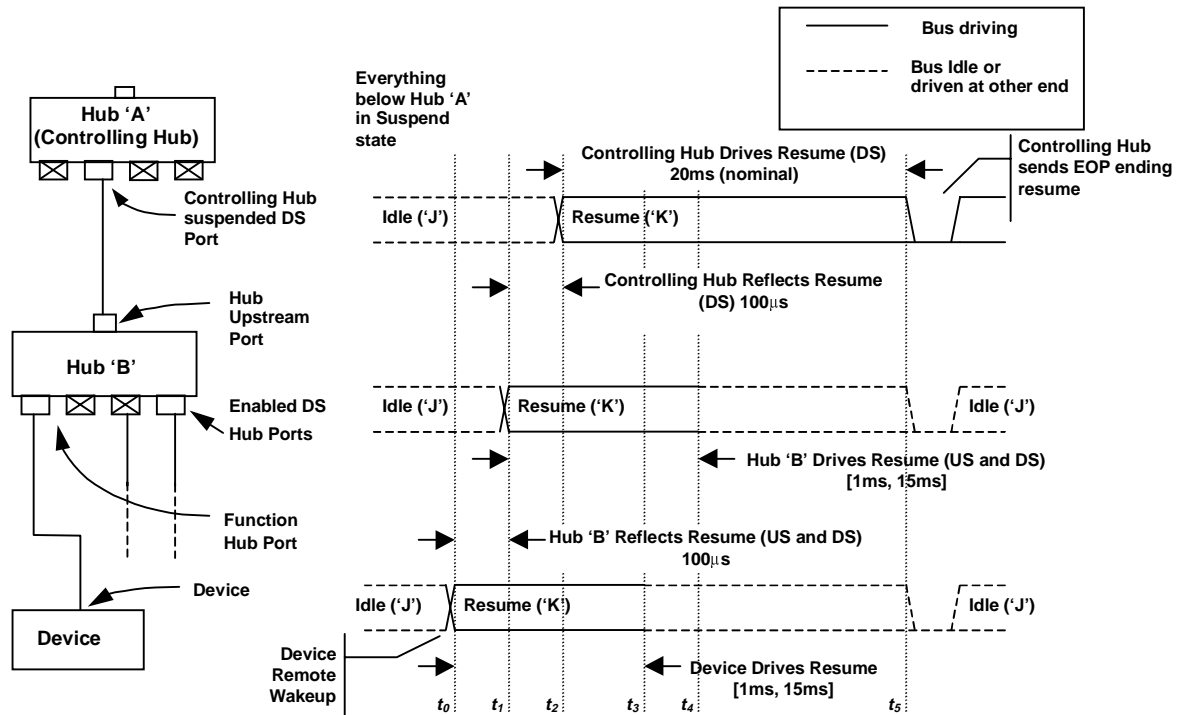 Bus driving
Bus Idle or
driven at other end
Hub ‘A’
(Controlling Hub)
Everything
below Hub ‘A’
in Suspend
state
Controlling Hub Drives Resume (DS)
20ms (nominal)
Controlling Hub
sends EOP ending
resume
Controlling Hub
suspended DS
Port
Idle (‘J’)
Resume (‘K’)
Controlling Hub Reflects Resume
(DS) 100μs
Hub
Upstream
Port
Hub ‘B’
Enabled DS
Hub Ports
Idle (‘J’)
Resume (‘K’)
Idle (‘J’)
Hub ‘B’ Drives Resume (US and DS)
[1ms, 15ms]
Function
Hub Port
Hub ‘B’ Reflects Resume (US and DS)
100μs
Device
Idle (‘J’)
Resume (‘K’)
Idle (‘J’)
Device
Device
Remote
Wakeup
Device Drives Resume
[1ms, 15ms]
t0 t1 t2 t3 t4 t5